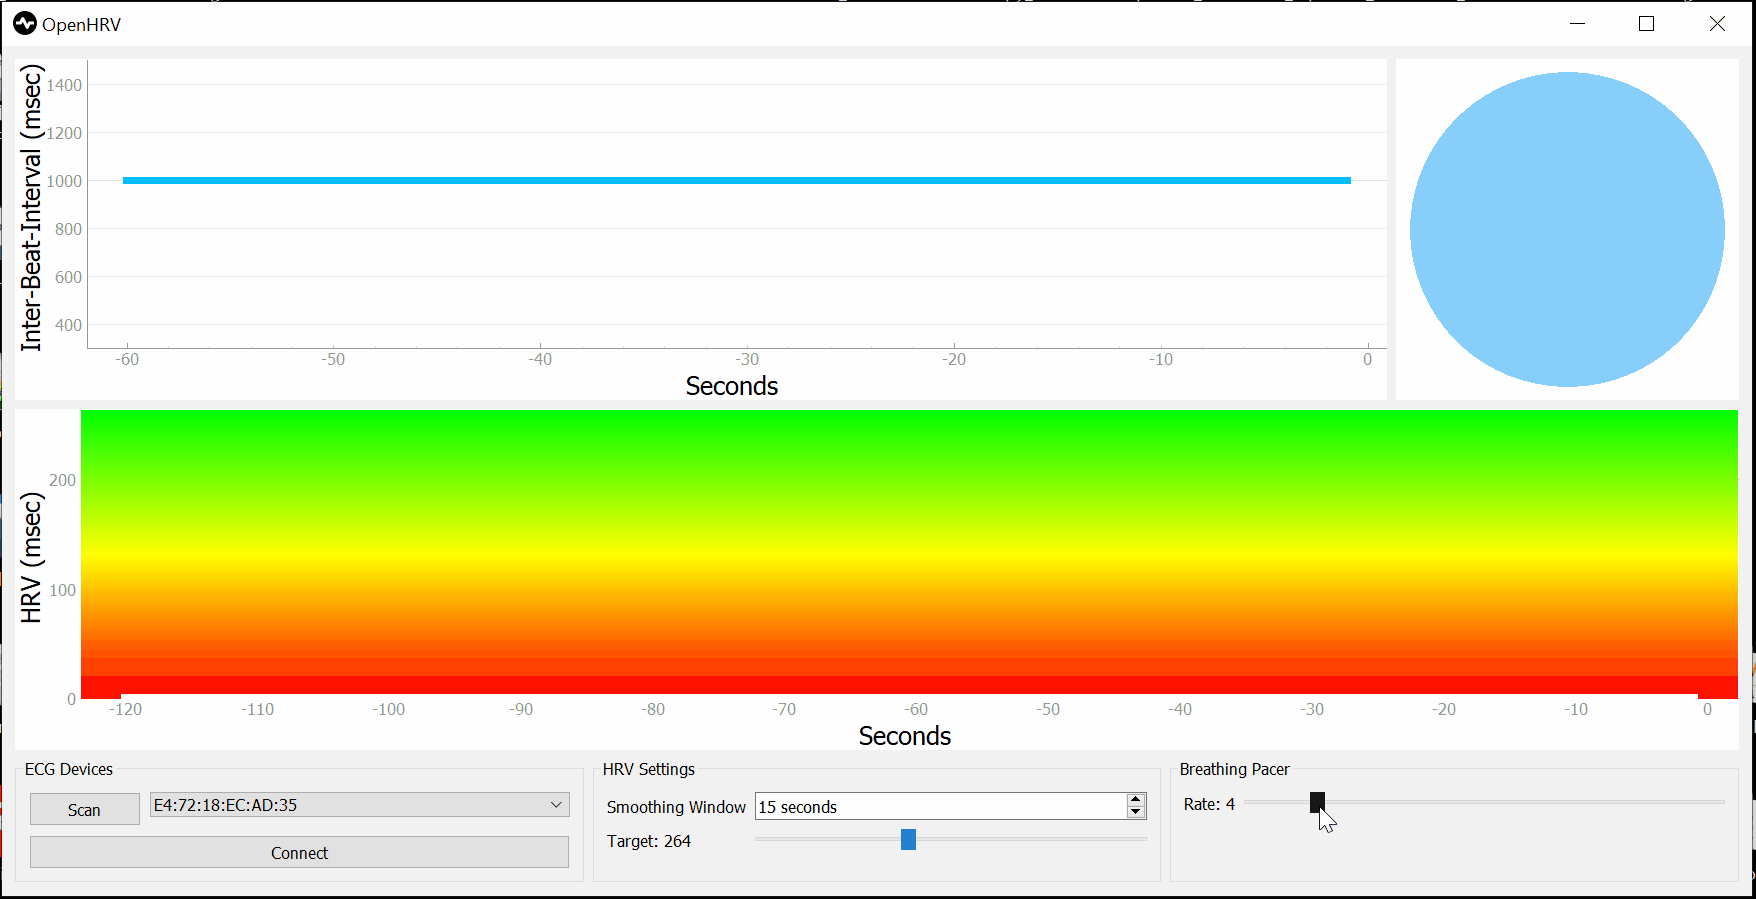 OpenHRV
Inter-Beat-Interval (msec)
1400
1200
1000
800
600
400
-60 -50 -40 -30 -20 -10 0
Seconds
HRV (msec)
200
100
0
-120 -110 -100 -90 -80 -70 -60 -50 -40 -30 -20 -10 0
Seconds
ECG Devices
Scan E4:72:18:EC:AD:35
Connect
HRV Settings
Smoothing Window 15 seconds
Target: 264
Breathing Pacer
Rate: 4